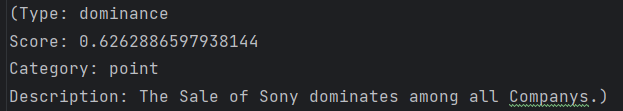 (Type: dominance
Score: 0.6262886597938144
Category: point
Description: The Sale of Sony dominates among all Companys.)